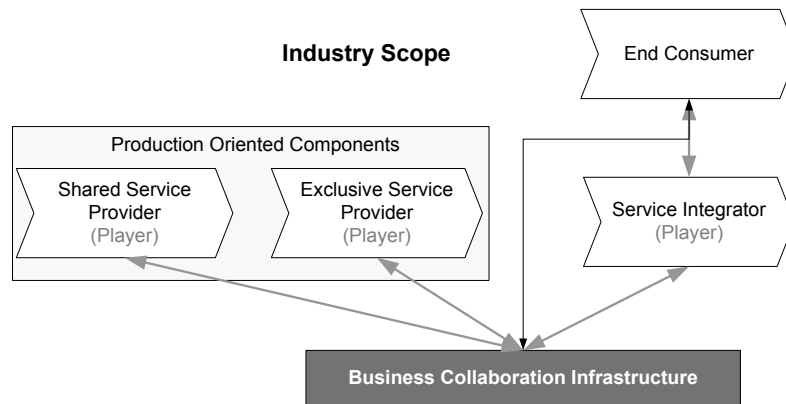 Industry Scope
End Consumer
Production Oriented Components
Shared Service
Provider
(Player)
Exclusive Service
Provider
(Player)
Service Integrator
(Player)
Business Collaboration Infrastructure